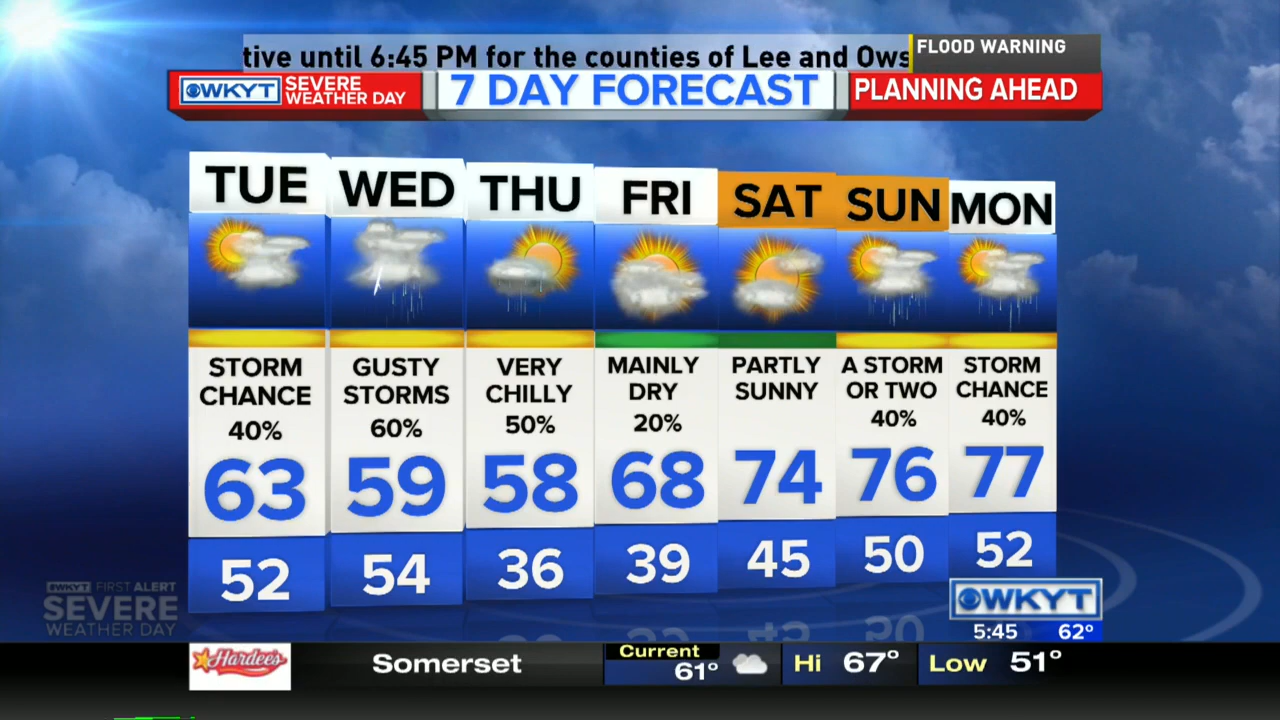 tive until 6:45 PM for the counties of Lee and Ows
FLOOD WARNING
WKYT SEVERE WEATHER DAY
7 DAY FORECAST
PLANNING AHEAD
TUE WED THU FRI SAT SUN MON
STORM CHANCE 40%
63
52
GUSTY STORMS 60%
59
54
VERY CHILLY 50%
58
36
MAINLY DRY 20%
68
39
PARTLY SUNNY
74
45
A STORM OR TWO 40%
76
50
STORM CHANCE 40%
77
52
WKYT FIRST ALERT
SEVERE
WEATHER DAY
WKYT
5:45 62°
Hardee's
Somerset
Current
61°
Hi 67°
Low 51°